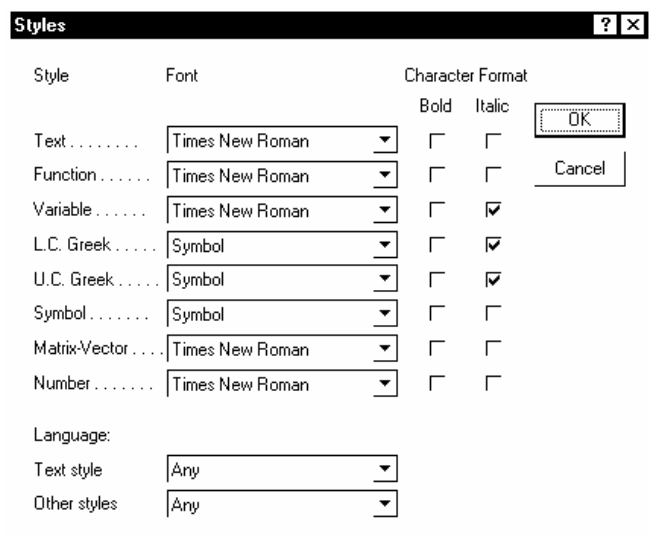 Styles ? ×
Style Font Character Format
Bold Italic
OK
Text . . . . . . . . Times New Roman
Function . . . . . . Times New Roman
Cancel
Variable . . . . . . Times New Roman
L.C. Greek . . . . . Symbol
U.C. Greek . . . . . Symbol
Symbol . . . . . . . Symbol
Matrix-Vector . . . . Times New Roman
Number . . . . . . . Times New Roman
Language:
Text style Any
Other styles Any